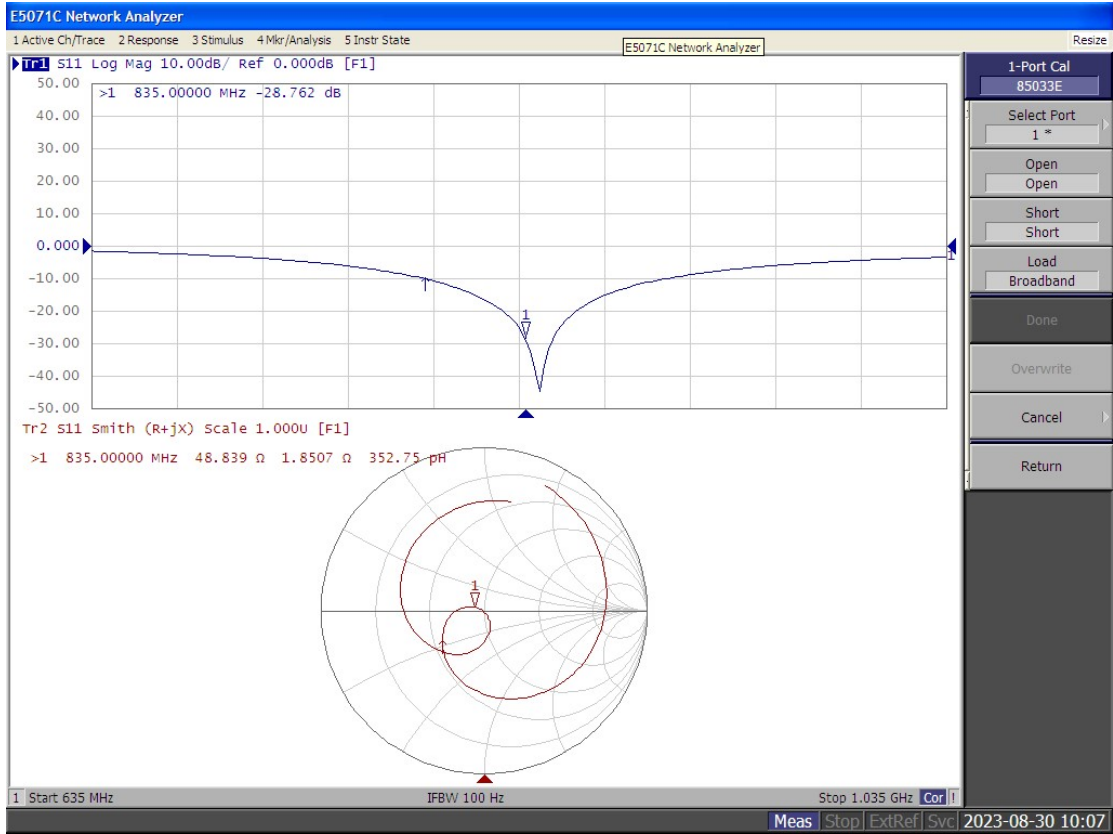 E5071C Network Analyzer
1 Active Ch/Trace 2 Response 3 Stimulus 4 Mkr/Analysis 5 Instr State
E5071C Network Analyzer
Resize
Tr1 S11 Log Mag 10.00dB/ Ref 0.000dB [F1]
50.00
>1 835.00000 MHz -28.762 dB
40.00
30.00
20.00
10.00
0.000
1
-10.00
-20.00
1
-30.00
-40.00
-50.00
Tr2 S11 Smith (R+jX) Scale 1.000U [F1]
>1 835.00000 MHz 48.839 Ω 1.8507 Ω 352.75 pH
1
1-Port Cal
85033E
Select Port
1 *
Open
Open
Short
Short
Load
Broadband
Done
Overwrite
Cancel
Return
1 Start 635 MHz IFBW 100 Hz Stop 1.035 GHz Cor !
Meas Stop ExtRef Svc 2023-08-30 10:07